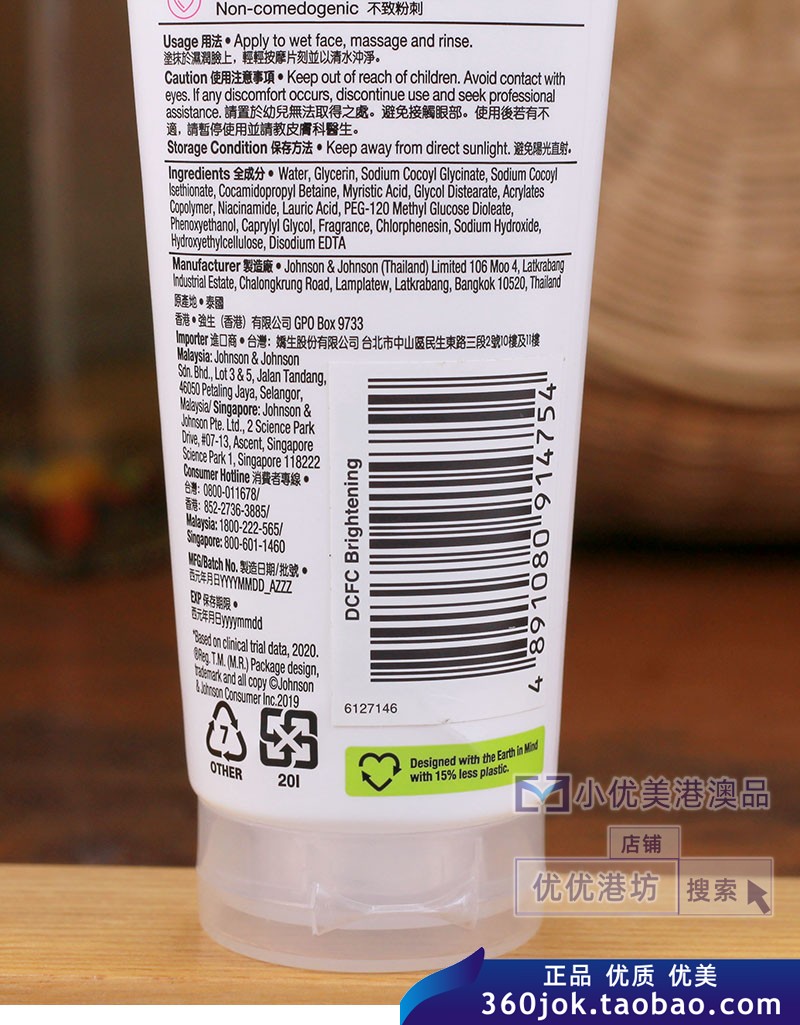 Non-comedogenic 不致粉刺
Usage 用法 • Apply to wet face, massage and rinse.
塗抹於濕潤臉上，輕輕按摩片刻並以清水沖淨。
Caution 使用注意事項 • Keep out of reach of children. Avoid contact with
eyes. If any discomfort occurs, discontinue use and seek professional
assistance. 請置於幼兒無法取得之處。避免接觸眼部。使用後若有不
適，請暫停使用並請教皮膚科醫生。
Storage Condition 保存方法 • Keep away from direct sunlight. 避免陽光直射。
Ingredients 全成分 • Water, Glycerin, Sodium Cocoyl Glycinate, Sodium Cocoyl
Isethionate, Cocamidopropyl Betaine, Myristic Acid, Glycol Distearate, Acrylates
Copolymer, Niacinamide, Lauric Acid, PEG-120 Methyl Glucose Dioleate,
Phenoxyethanol, Caprylyl Glycol, Fragrance, Chlorphenesin, Sodium Hydroxide,
Hydroxyethylcellulose, Disodium EDTA
Manufacturer 製造廠 • Johnson & Johnson (Thailand) Limited 106 Moo 4, Latkrabang
Industrial Estate, Chalongkrung Road, Lamplatew, Latkrabang, Bangkok 10520, Thailand
原產地 • 泰國
香港 • 強生（香港）有限公司 GPO Box 9733
Importer 進口商 • 台灣：嬌生股份有限公司 台北市中山區民生東路三段2號10樓及11樓
Malaysia: Johnson & Johnson
Sdn. Bhd., Lot 3 & 5, Jalan Tandang,
46050 Petaling Jaya, Selangor,
Malaysia/ Singapore: Johnson &
Johnson Pte. Ltd., 2 Science Park
Drive, #07-13, Ascent, Singapore
Science Park 1, Singapore 118222
Consumer Hotline 消費者專線 •
台灣：0800-011678/
香港：852-2736-3885/
Malaysia: 1800-222-565/
Singapore: 800-601-1460
MFG/Batch No. 製造日期/批號 •
西元年月日YYYYMMDD_AZZZ
EXP 保存期限 •
西元年月日yyyymmdd
*Based on clinical trial data, 2020.
®Reg. T.M. (M.R.) Package design,
trademark and all copy ©Johnson
& Johnson Consumer Inc.2019
7
OTHER
20I
DCFC Brightening
4 891080 914754
6127146
Designed with the Earth in Mind
with 15% less plastic.
小优美港澳品
店铺
优优港坊 搜索
正品 优质 优美
360jok.taobao.com